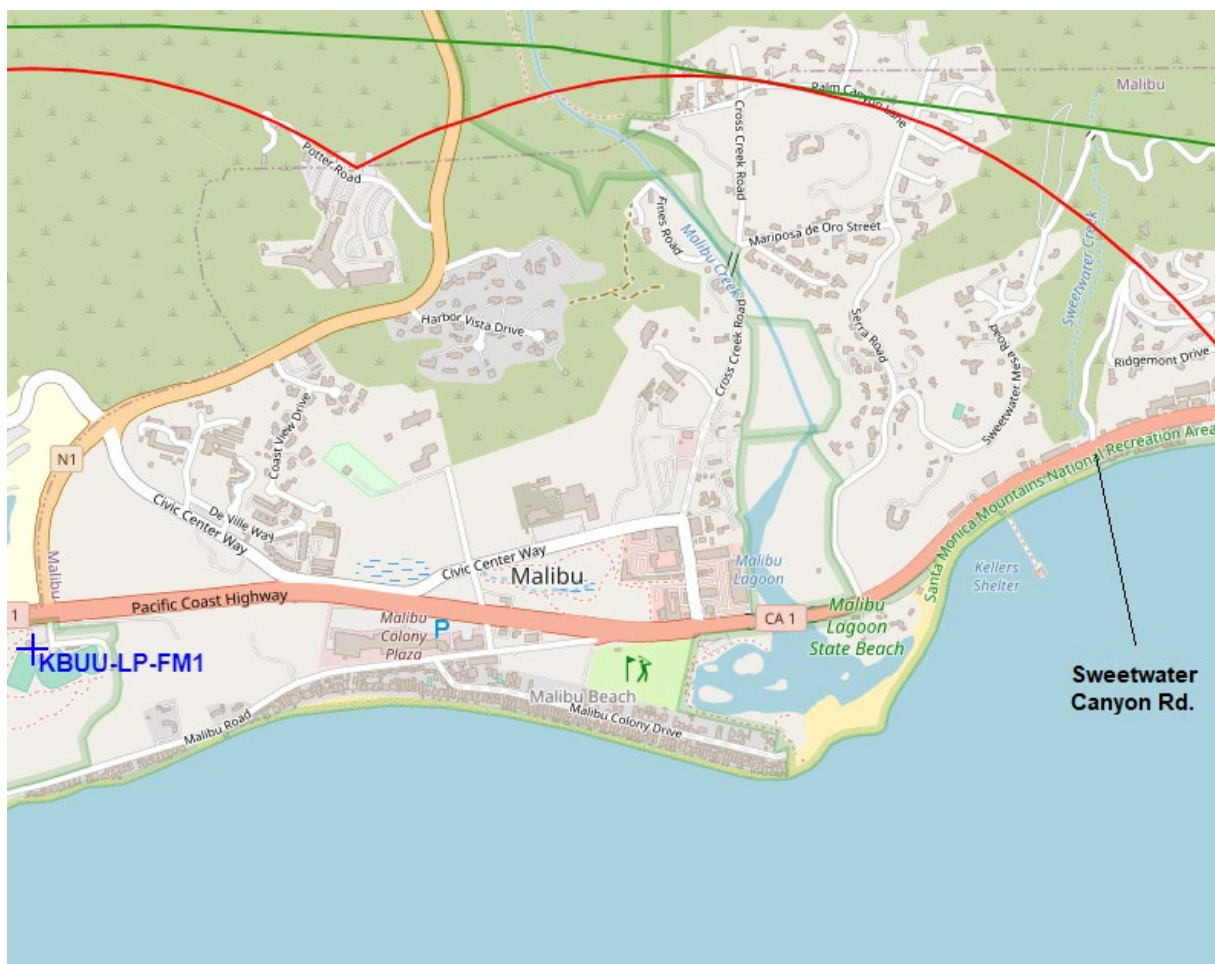 Malibu
Palm Canyon Lane
Cross Creek Road
Potter Road
Fines Road
Mariposa de Oro Street
Malibu Creek
Sweetwater Creek
Harbor Vista Drive
Cross Creek Road
Serra Road
Sweetwater Mesa Road
Ridgemont Drive
Coast View Drive
N1
De Ville Way
Civic Center Way
Santa Monica Mountains National Recreation Area
Civic Center Way
Malibu
Malibu
Malibu
Lagoon
Kellers
Shelter
1
Pacific Coast Highway
CA 1
Malibu
Lagoon
State Beach
Malibu
Colony
Plaza
P
KBUU-LP-FM1
Sweetwater
Canyon Rd.
Malibu Beach
Malibu Road
Malibu Colony Drive